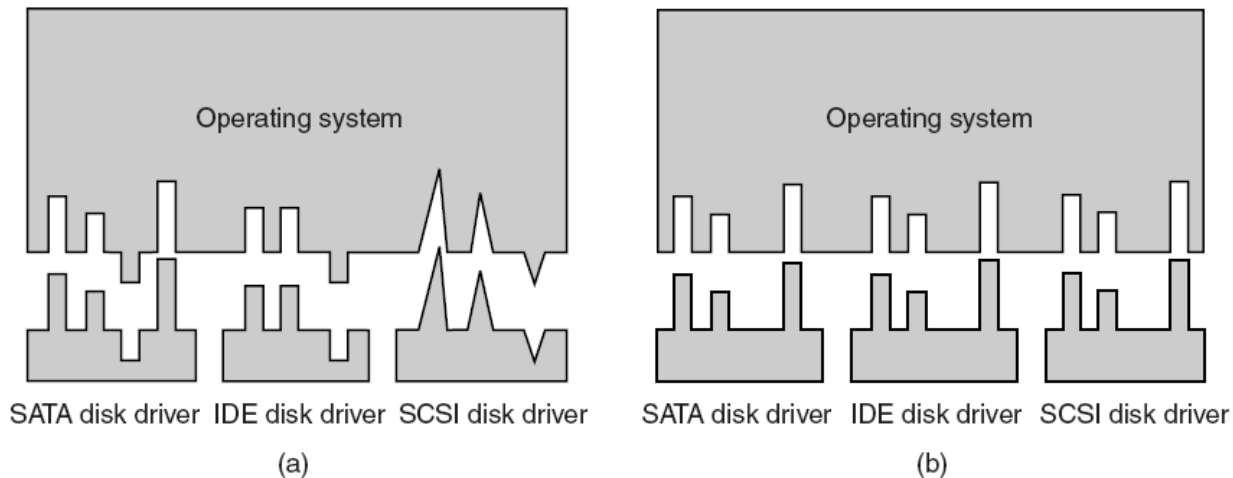 Operating system
SATA disk driver IDE disk driver SCSI disk driver
(a)
Operating system
SATA disk driver IDE disk driver SCSI disk driver
(b)